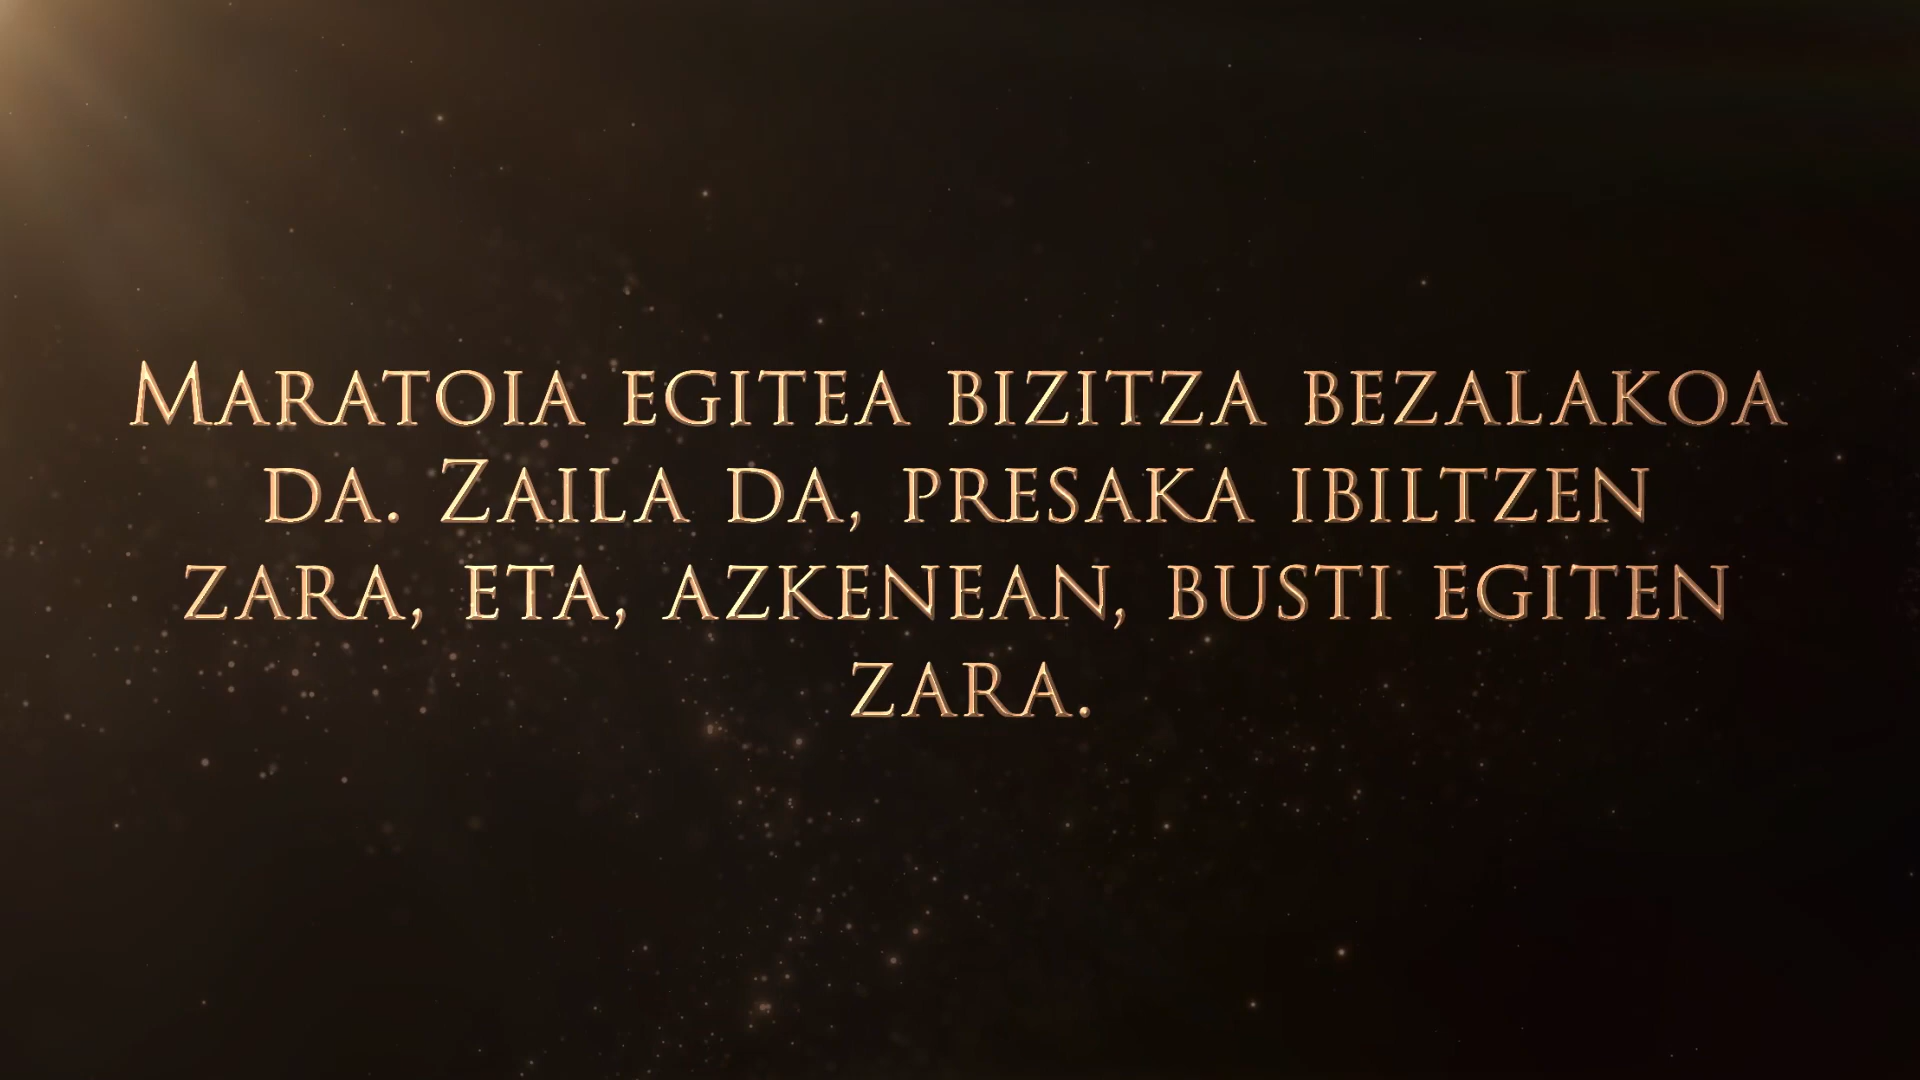 Maratoia egitea bizitza bezalakoa
da. Zaila da, presaka ibiltzen
zara, eta, azkenean, busti egiten
zara.